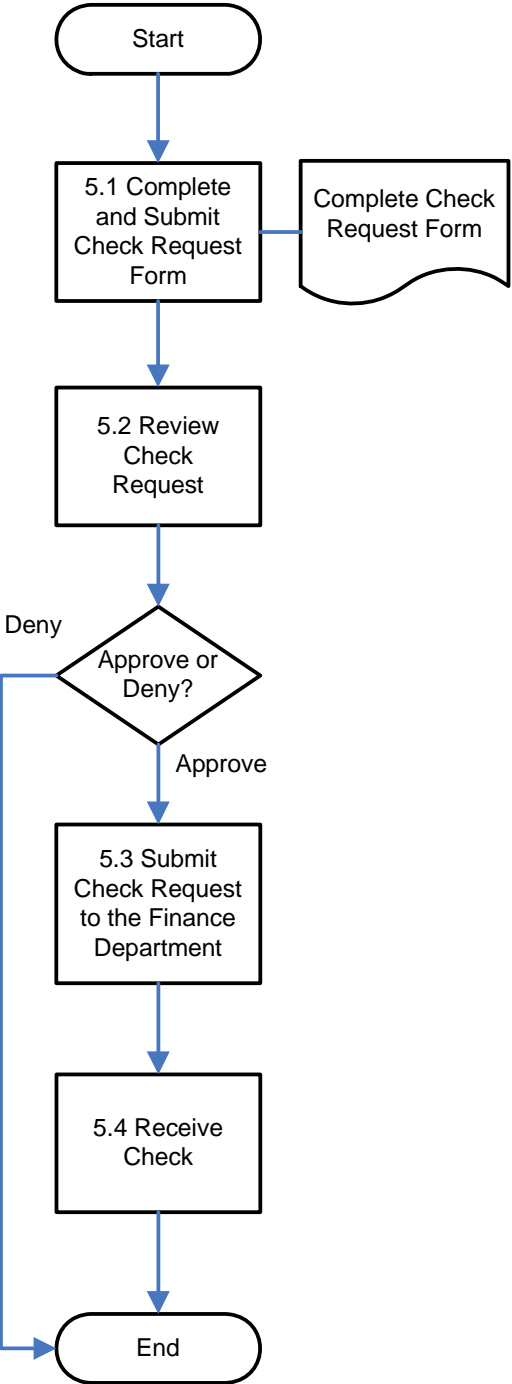 Start
5.1 Complete
and Submit
Check Request
Form
Complete Check
Request Form
5.2 Review
Check
Request
Deny
Approve or
Deny?
Approve
5.3 Submit
Check Request
to the Finance
Department
5.4 Receive
Check
End